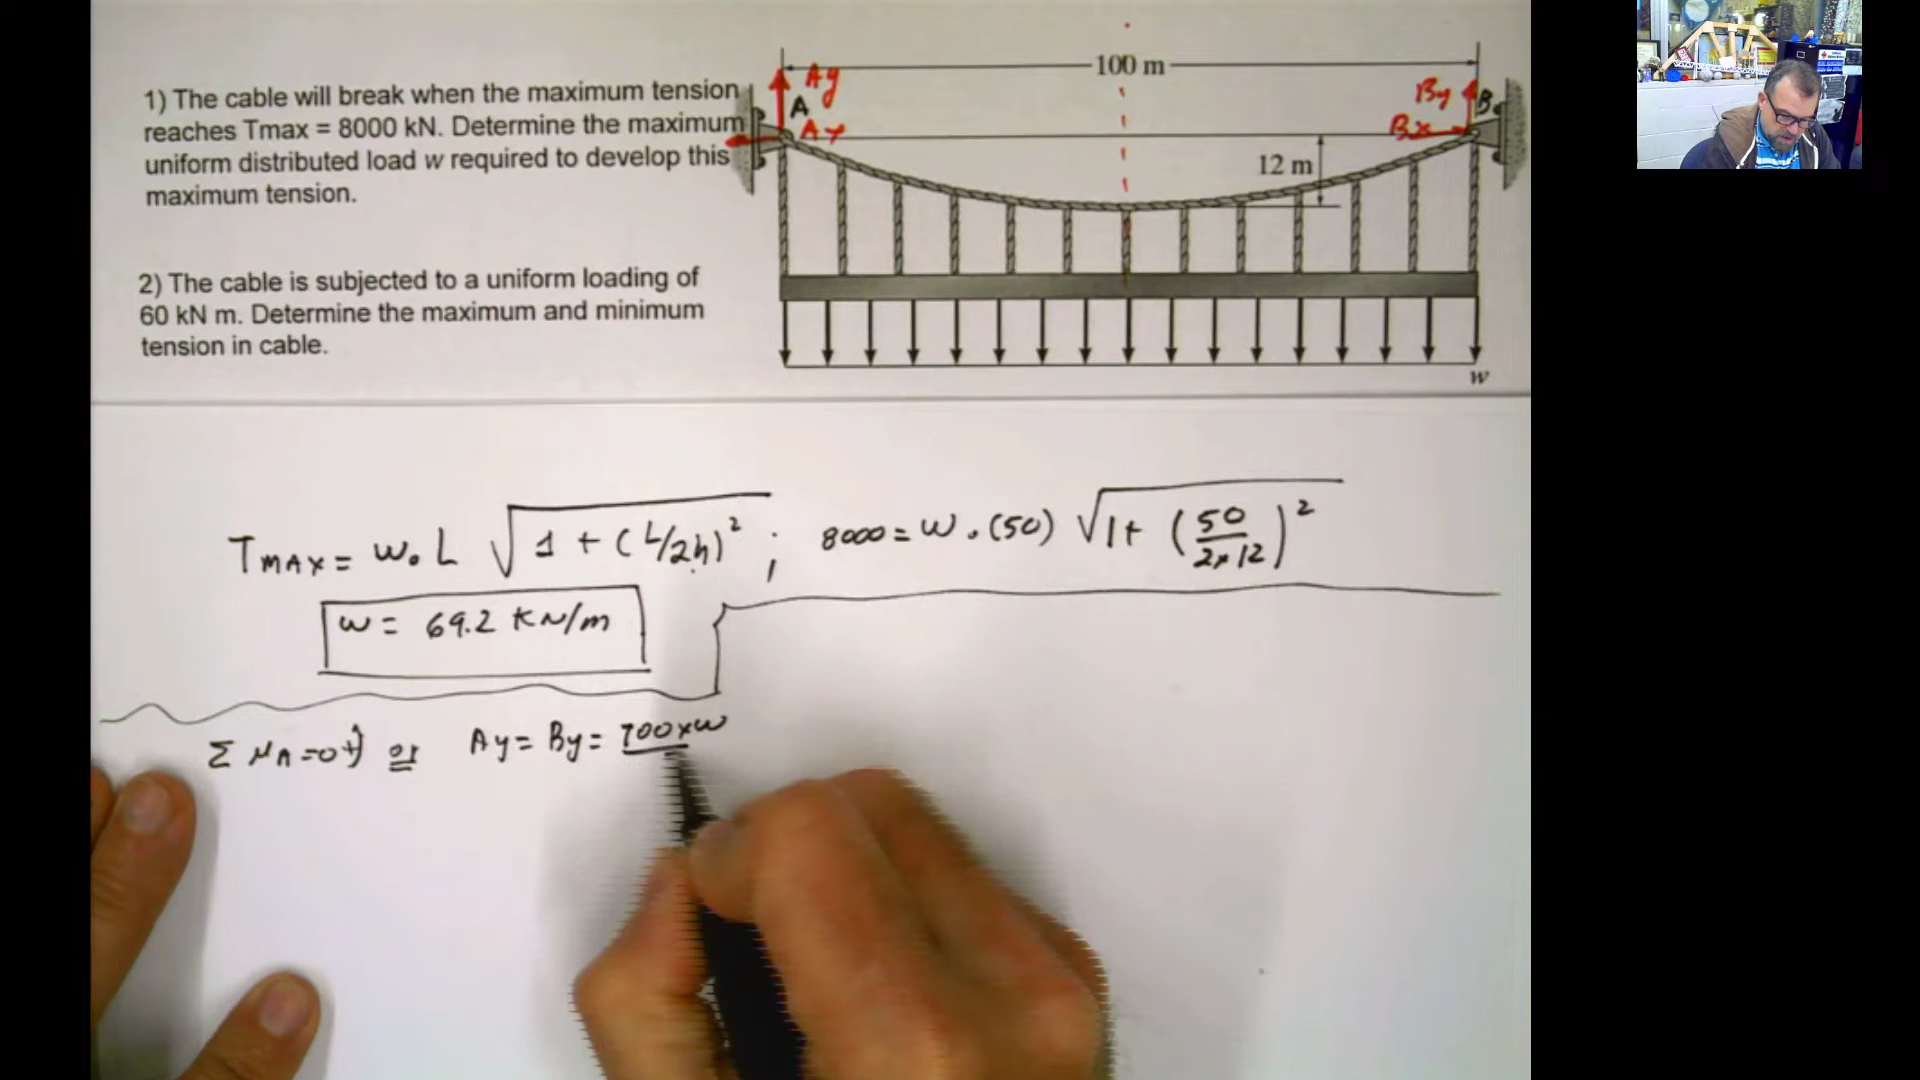 1) The cable will break when the maximum tension
reaches Tmax = 8000 kN. Determine the maximum
uniform distributed load w required to develop this
maximum tension.
2) The cable is subjected to a uniform loading of
60 kN m. Determine the maximum and minimum
tension in cable.
100 m
Ay
A
Ax
By
B
Bx
12 m
w
TMAX = w₀ L √(1 + (L/2h)²) ; 8000 = W · (50) √(1 + (50/2×12)²)
w = 69.2 KN/m
Σ MA = 0 +) or Ay = By = 100×w